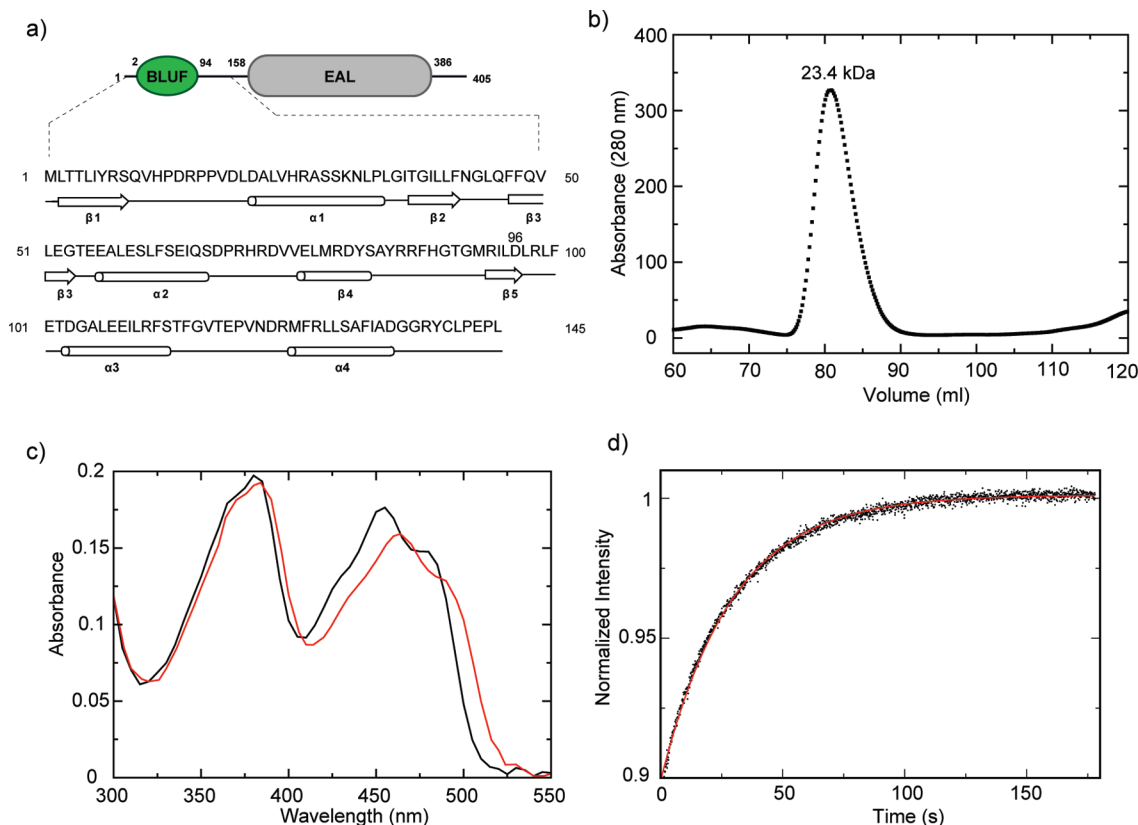 a)
2 94 158 386
1 BLUF EAL 405
1 MLTTLIYRSQVHPDRPPVDLDALVHRASSKNLPLGITGILLFNGLQFFQV 50
β1 α1 β2 β3
96
51 LEGTEEALESLFSEIQSDPRHRDVVELMRDYSAYRRFHGTGMRILDLRLF 100
β3 α2 β4 β5
101 ETDGALEEILRFSTFGVTEPVNDRMFRLLSAFIADGGRYCLPEPL 145
α3 α4
b)
23.4 kDa
Absorbance (280 nm)
400
300
200
100
0
60 70 80 90 100 110 120
Volume (ml)
c)
Absorbance
0.2
0.15
0.1
0.05
0
300 350 400 450 500 550
Wavelength (nm)
d)
Normalized Intensity
1
0.95
0.9
0 50 100 150
Time (s)